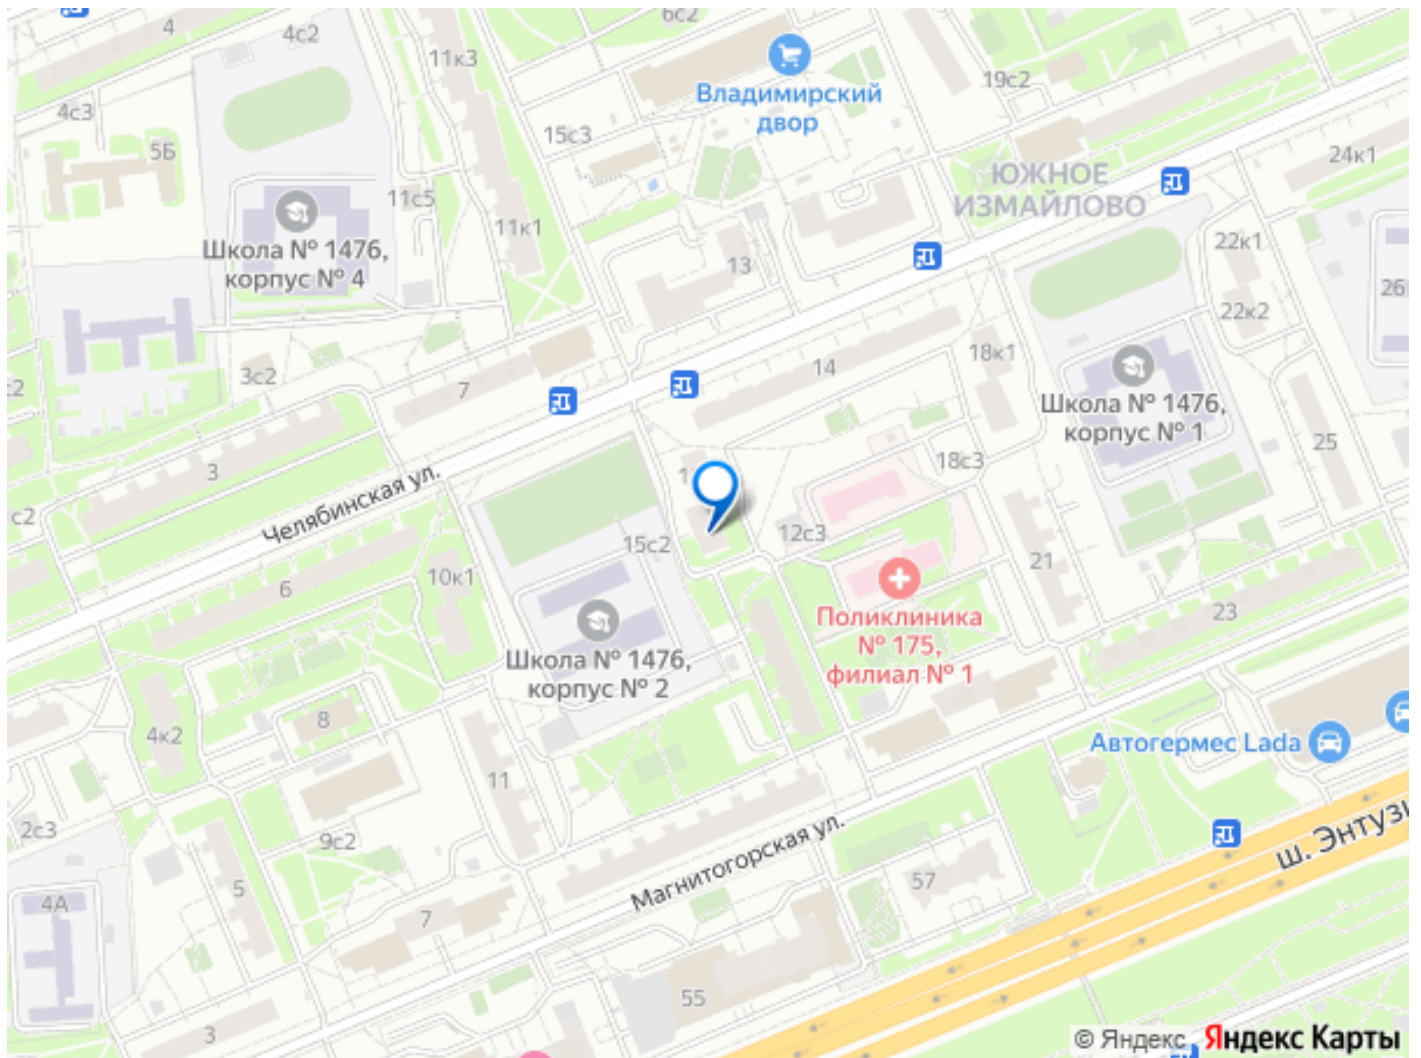 4
4с2
6с2
11к3
Владимирский
двор
19с2
4с3
15с3
5Б
24к1
ЮЖНОЕ
ИЗМАЙЛОВО
11с5
11к1
Школа № 1476,
корпус № 4
13
22к1
22к2
3с2
7
14
18к1
Школа № 1476,
корпус № 1
3
18с3
25
Челябинская ул.
с2
15с2
12с3
21
10к1
6
Поликлиника
№ 175,
филиал № 1
23
Школа № 1476,
корпус № 2
8
4к2
11
Автогермес Lada
2с3
9с2
Магнитогорская ул.
ш. Энтузи
5
57
4А
7
55
3
© Яндекс Яндекс Карты